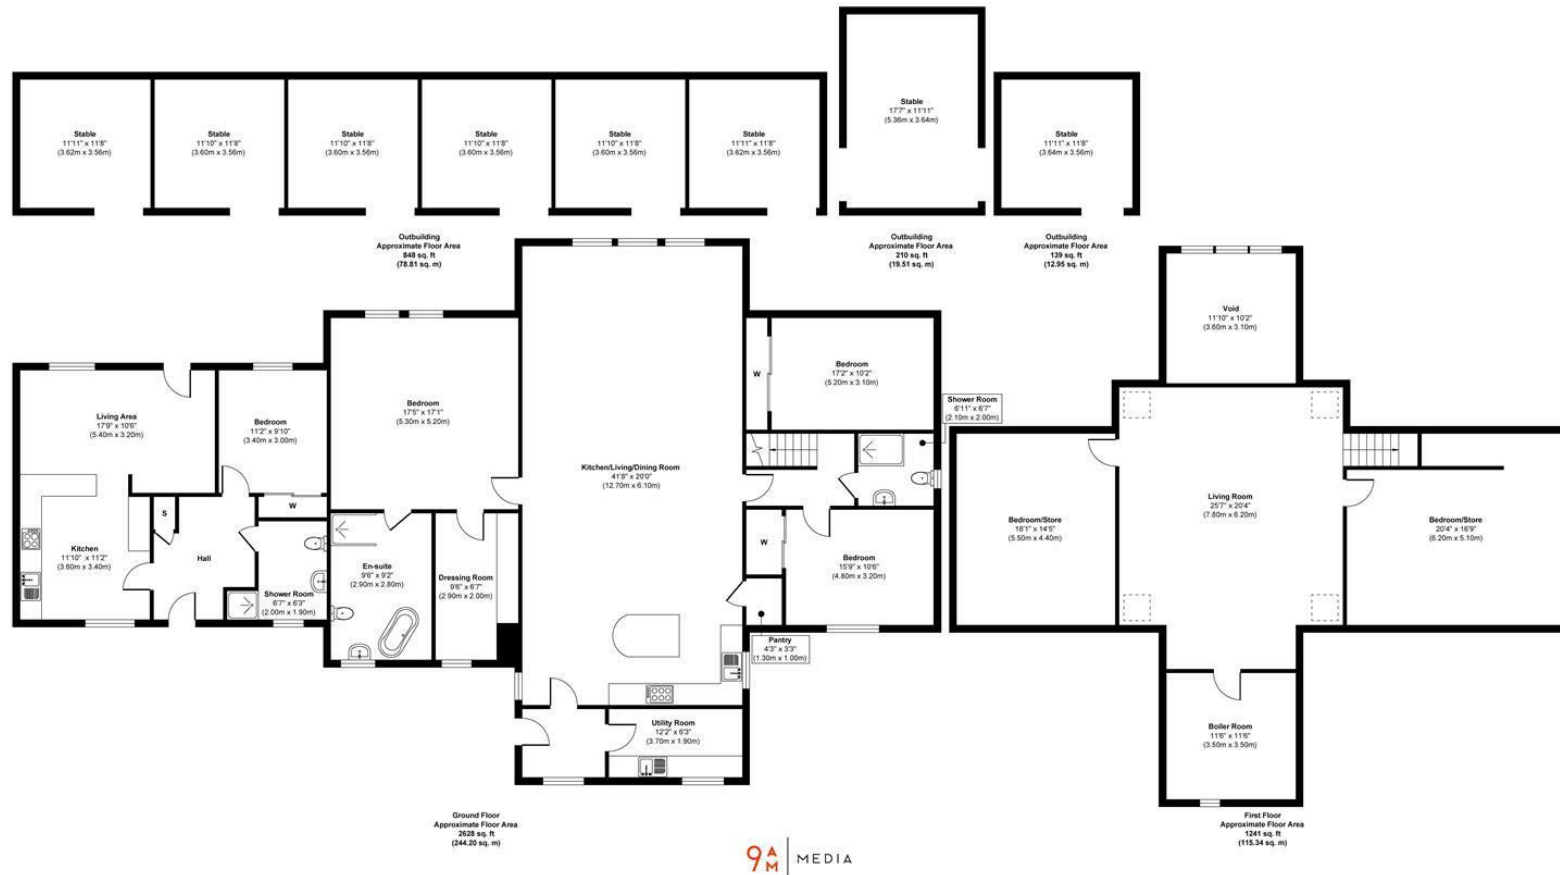 Stable
11'11" x 11'8"
(3.62m x 3.56m)
Stable
11'10" x 11'8"
(3.60m x 3.56m)
Stable
11'10" x 11'8"
(3.60m x 3.56m)
Stable
11'10" x 11'8"
(3.60m x 3.56m)
Stable
11'10" x 11'8"
(3.60m x 3.56m)
Stable
11'11" x 11'8"
(3.62m x 3.56m)
Stable
17'7" x 11'11"
(5.36m x 3.64m)
Stable
11'11" x 11'8"
(3.64m x 3.56m)
Outbuilding
Approximate Floor Area
848 sq. ft
(78.81 sq. m)
Outbuilding
Approximate Floor Area
210 sq. ft
(19.51 sq. m)
Outbuilding
Approximate Floor Area
139 sq. ft
(12.95 sq. m)
Living Area
17'9" x 10'6"
(5.40m x 3.20m)
Bedroom
11'2" x 9'10"
(3.40m x 3.00m)
W
S
Hall
Kitchen
11'10" x 11'2"
(3.60m x 3.40m)
Shower Room
6'7" x 6'3"
(2.00m x 1.90m)
Bedroom
17'5" x 17'1"
(5.30m x 5.20m)
En-suite
9'6" x 9'2"
(2.90m x 2.80m)
Dressing Room
9'6" x 6'7"
(2.90m x 2.00m)
Kitchen/Living/Dining Room
41'8" x 20'0"
(12.70m x 6.10m)
W
Bedroom
17'2" x 10'2"
(5.20m x 3.10m)
Shower Room
6'11" x 6'7"
(2.10m x 2.00m)
W
Bedroom
15'9" x 10'6"
(4.80m x 3.20m)
Pantry
4'3" x 3'3"
(1.30m x 1.00m)
Utility Room
12'2" x 6'3"
(3.70m x 1.90m)
Ground Floor
Approximate Floor Area
2628 sq. ft
(244.20 sq. m)
Void
11'10" x 10'2"
(3.60m x 3.10m)
Bedroom/Store
18'1" x 14'5"
(5.50m x 4.40m)
Living Room
25'7" x 20'4"
(7.80m x 6.20m)
Bedroom/Store
20'4" x 16'9"
(6.20m x 5.10m)
Boiler Room
11'6" x 11'6"
(3.50m x 3.50m)
First Floor
Approximate Floor Area
1241 sq. ft
(115.34 sq. m)
9AM MEDIA